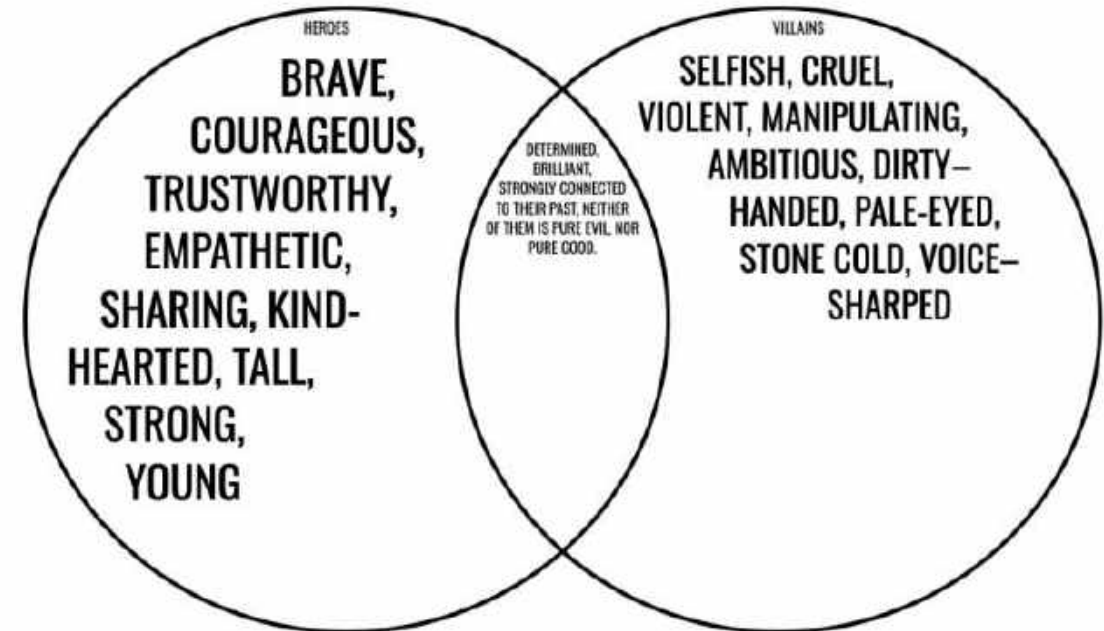 HEROES
BRAVE,
COURAGEOUS,
TRUSTWORTHY,
EMPATHETIC,
SHARING, KIND-
HEARTED, TALL,
STRONG,
YOUNG
DETERMINED,
BRILLIANT,
STRONGLY CONNECTED
TO THEIR PAST, NEITHER
OF THEM IS PURE EVIL NOR
PURE GOOD.
VILLAINS
SELFISH, CRUEL,
VIOLENT, MANIPULATING,
AMBITIOUS, DIRTY–
HANDED, PALE-EYED,
STONE COLD, VOICE–
SHARPED